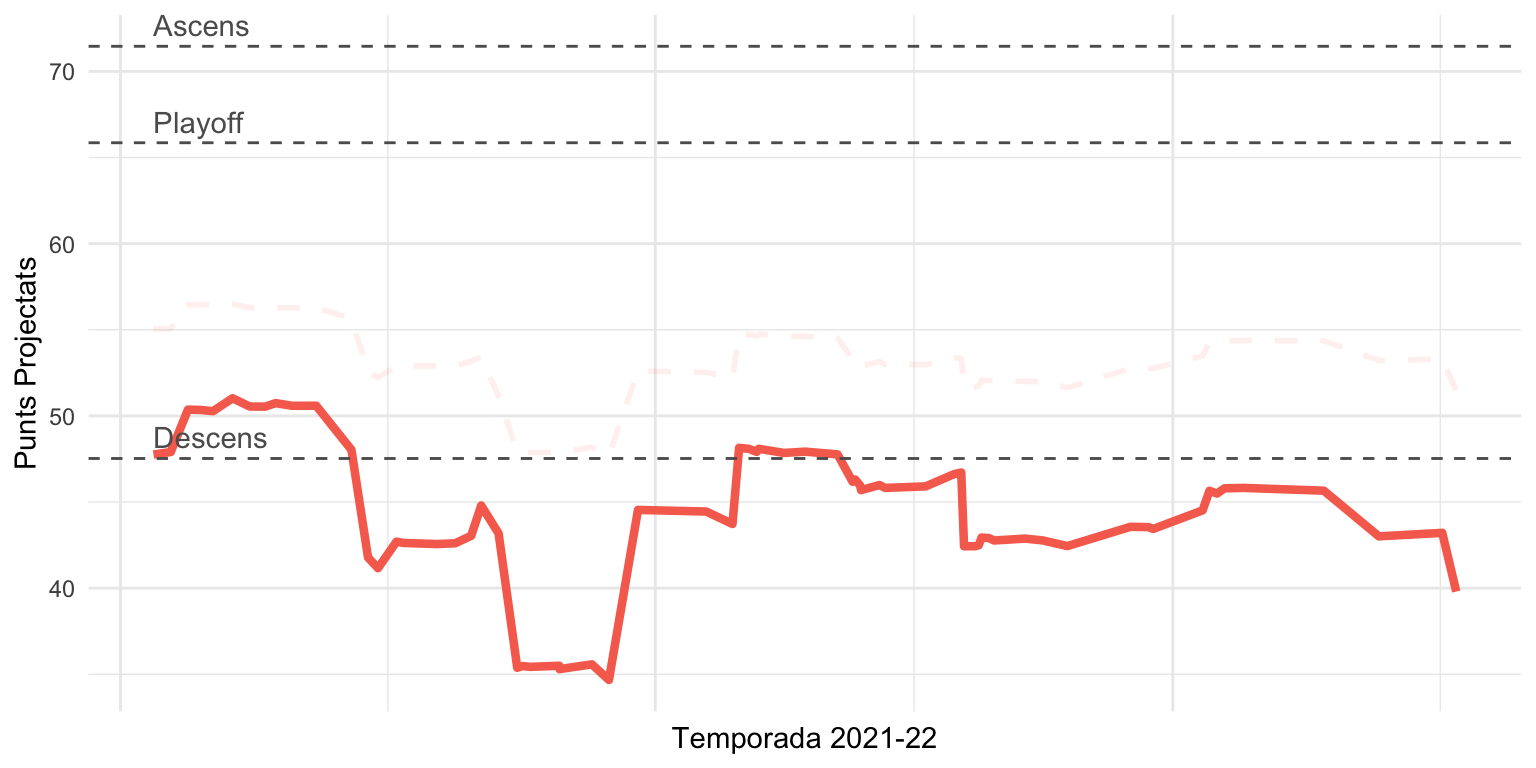 Ascens
70
Playoff
60
50
Descens
40
Punts Projectats
Temporada 2021-22